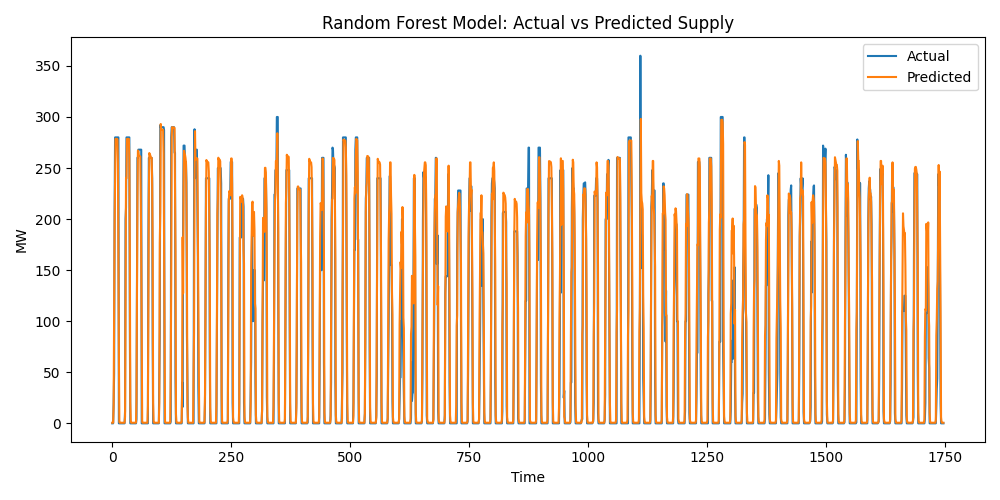 Random Forest Model: Actual vs Predicted Supply
Actual
Predicted
MW
350
300
250
200
150
100
50
0
0 250 500 750 1000 1250 1500 1750
Time